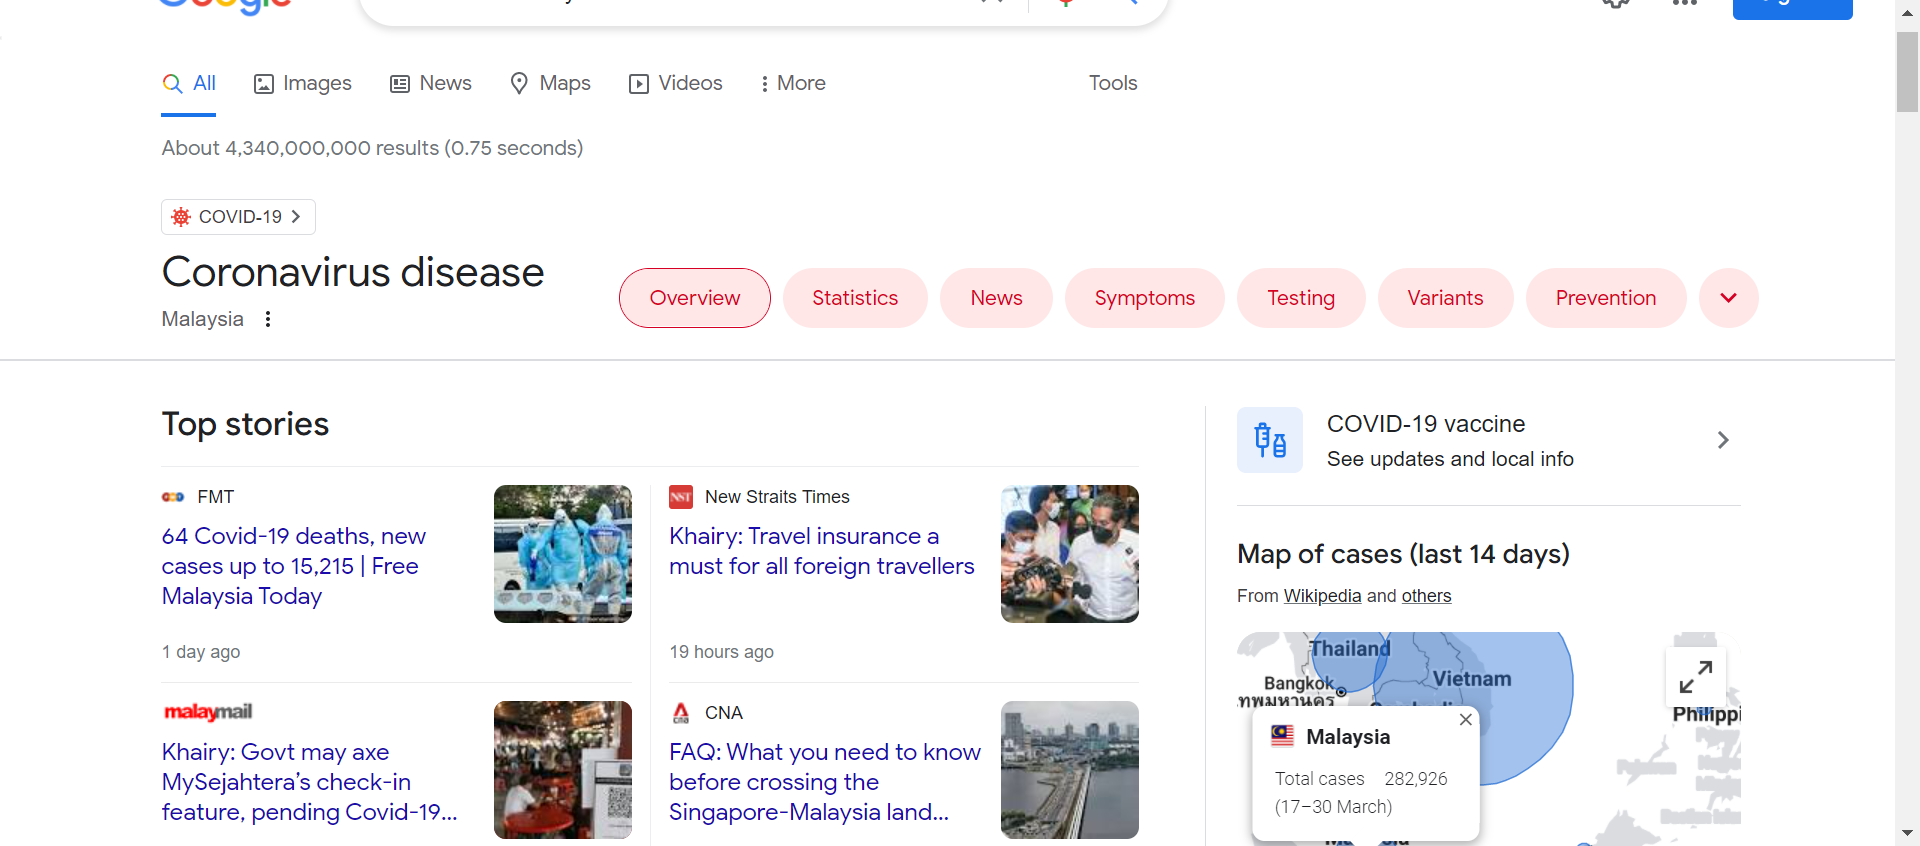 Google
All
Images
News
Maps
Videos
More
Tools
About 4,340,000,000 results (0.75 seconds)
COVID-19
Coronavirus disease
Malaysia
Overview
Statistics
News
Symptoms
Testing
Variants
Prevention
Top stories
FMT
64 Covid-19 deaths, new
cases up to 15,215 | Free
Malaysia Today
1 day ago
NST New Straits Times
Khairy: Travel insurance a
must for all foreign travellers
19 hours ago
malaymail
Khairy: Govt may axe
MySejahtera’s check-in
feature, pending Covid-19...
cna CNA
FAQ: What you need to know
before crossing the
Singapore-Malaysia land...
COVID-19 vaccine
See updates and local info
Map of cases (last 14 days)
From Wikipedia and others
Thailand
Bangkok
Vietnam
Philippi
Malaysia
Total cases 282,926
(17–30 March)